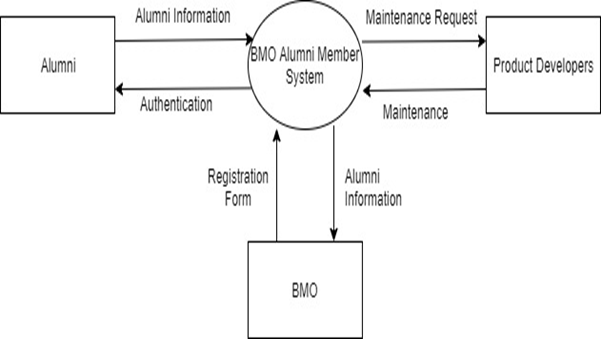 Alumni Information
Maintenance Request
Alumni
BMO Alumni Member
System
Product Developers
Authentication
Maintenance
Registration
Form
Alumni
Information
BMO